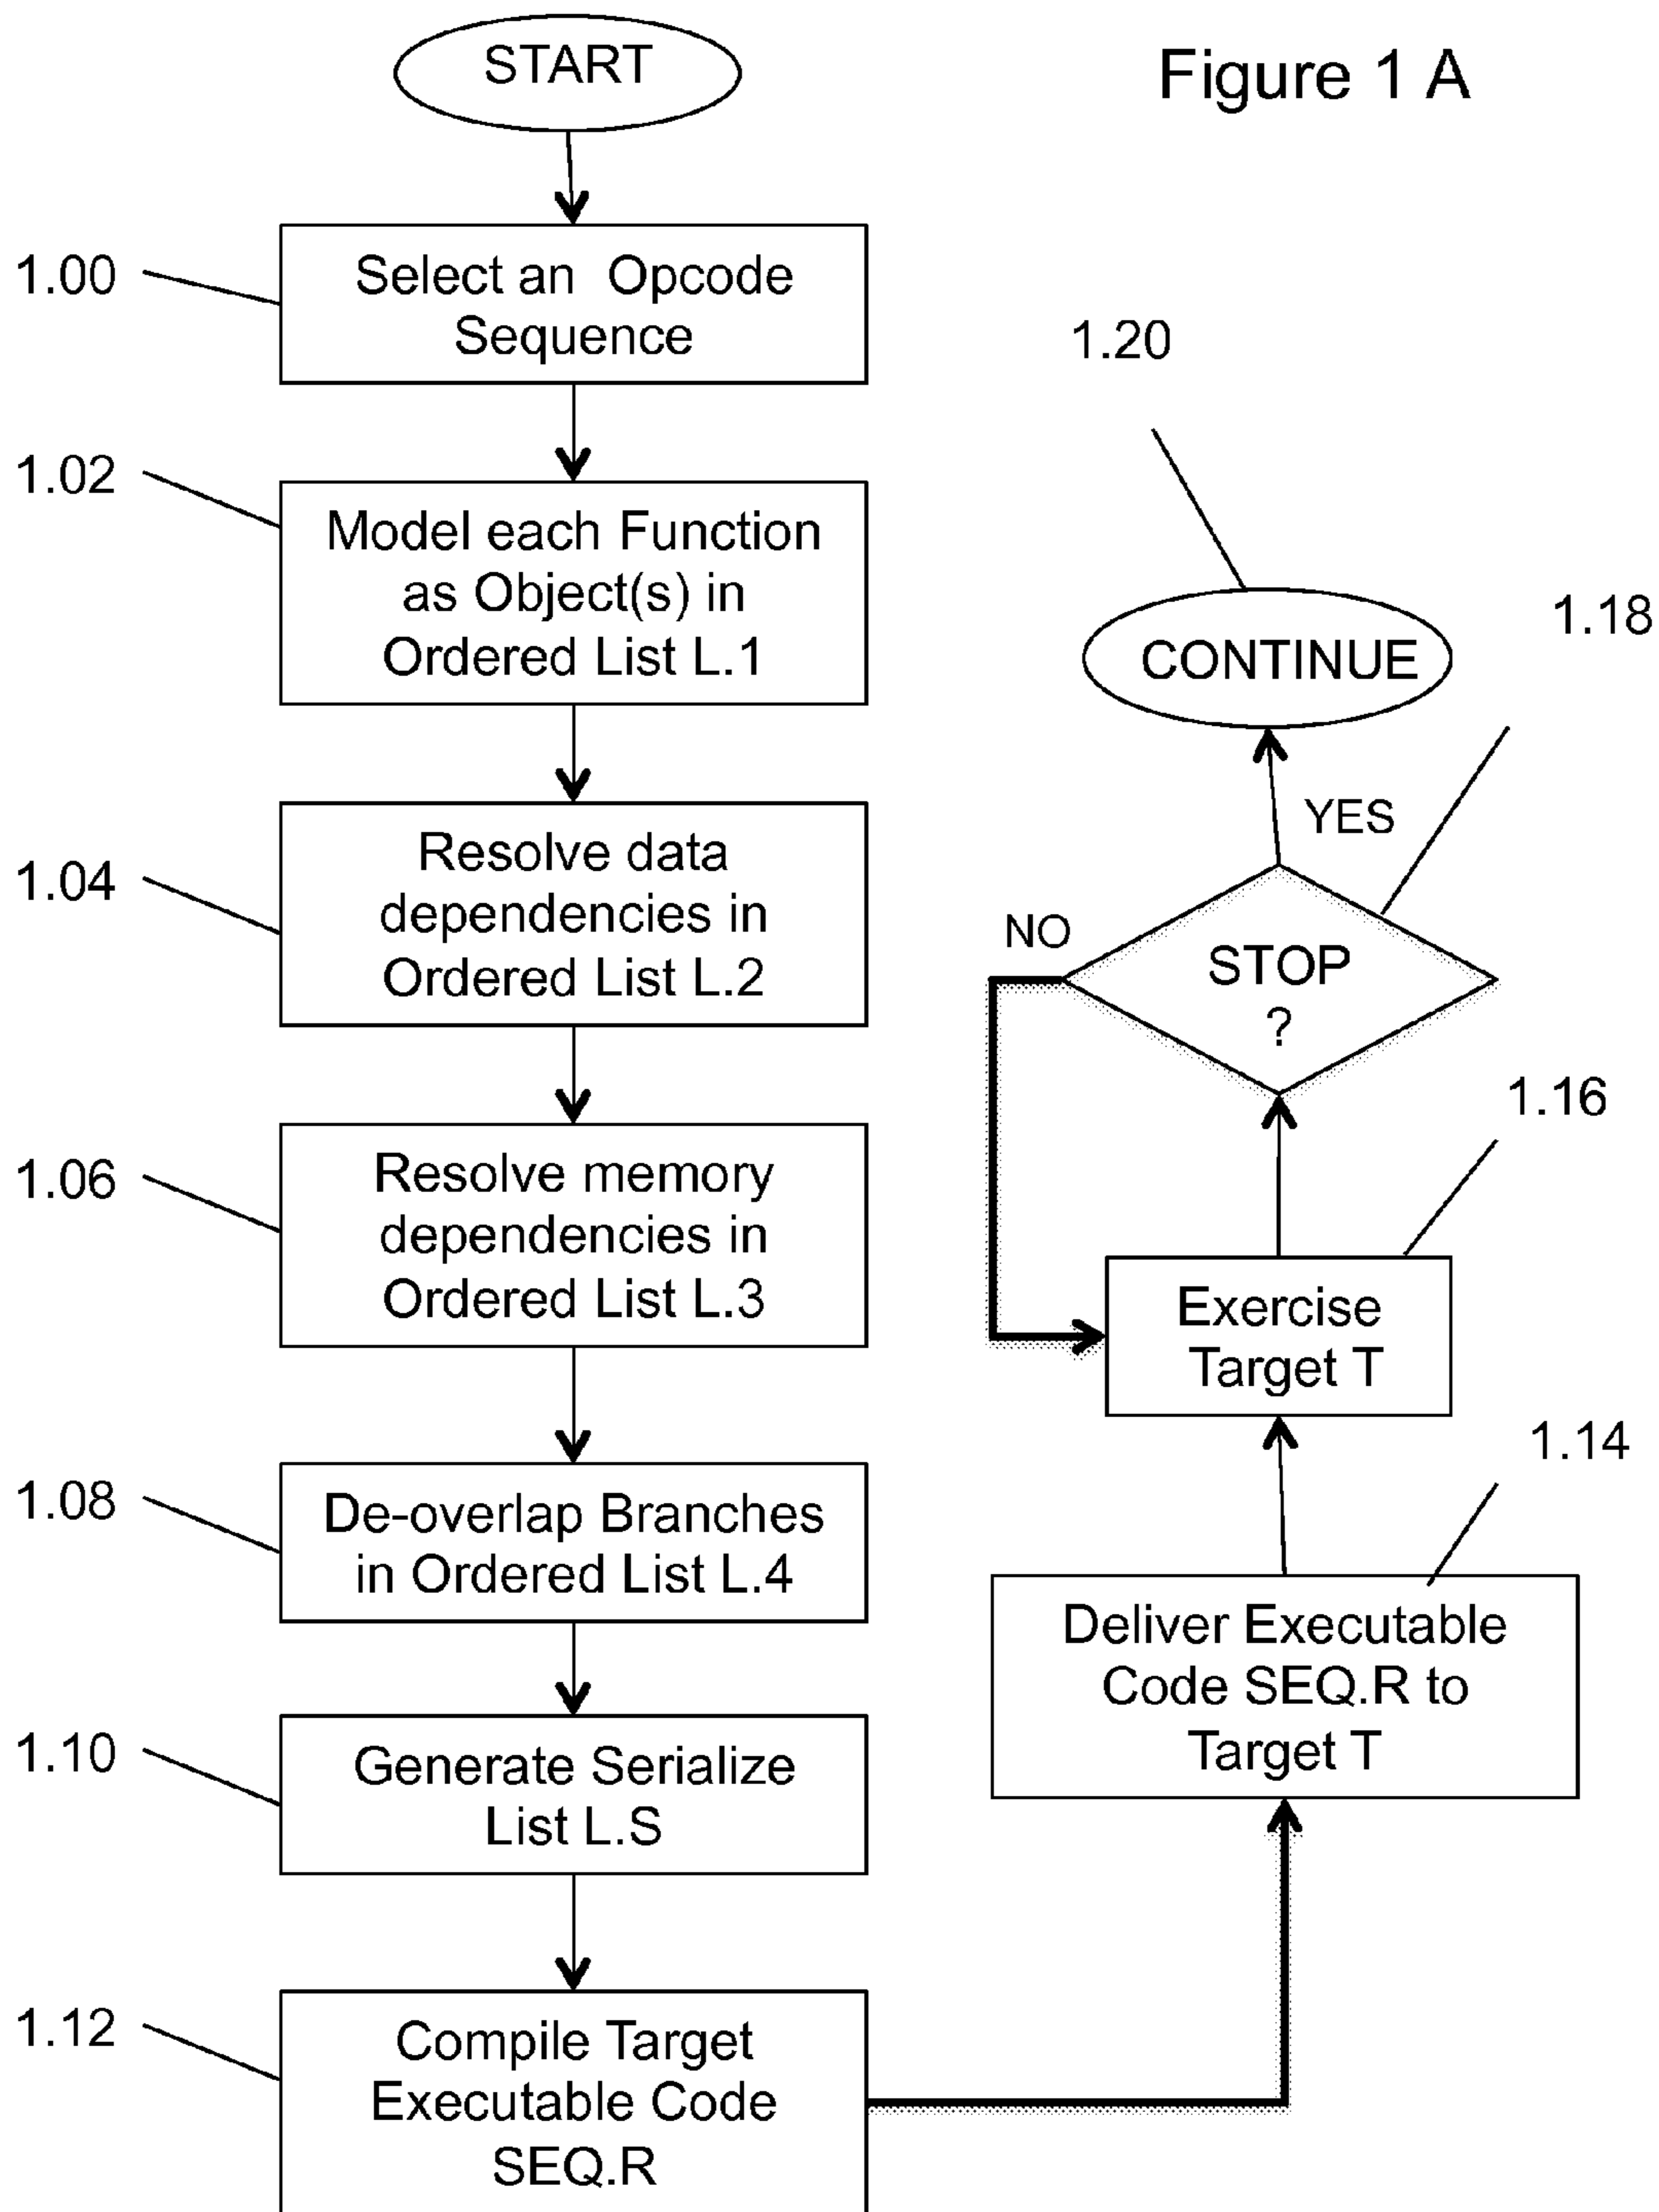 START
Figure 1 A
1.00
Select an Opcode
Sequence
1.02
Model each Function
as Object(s) in
Ordered List L.1
1.04
Resolve data
dependencies in
Ordered List L.2
1.06
Resolve memory
dependencies in
Ordered List L.3
1.08
De-overlap Branches
in Ordered List L.4
1.10
Generate Serialize
List L.S
1.12
Compile Target
Executable Code
SEQ.R
1.20
CONTINUE
1.18
YES
NO
STOP
?
1.16
Exercise
Target T
1.14
Deliver Executable
Code SEQ.R to
Target T